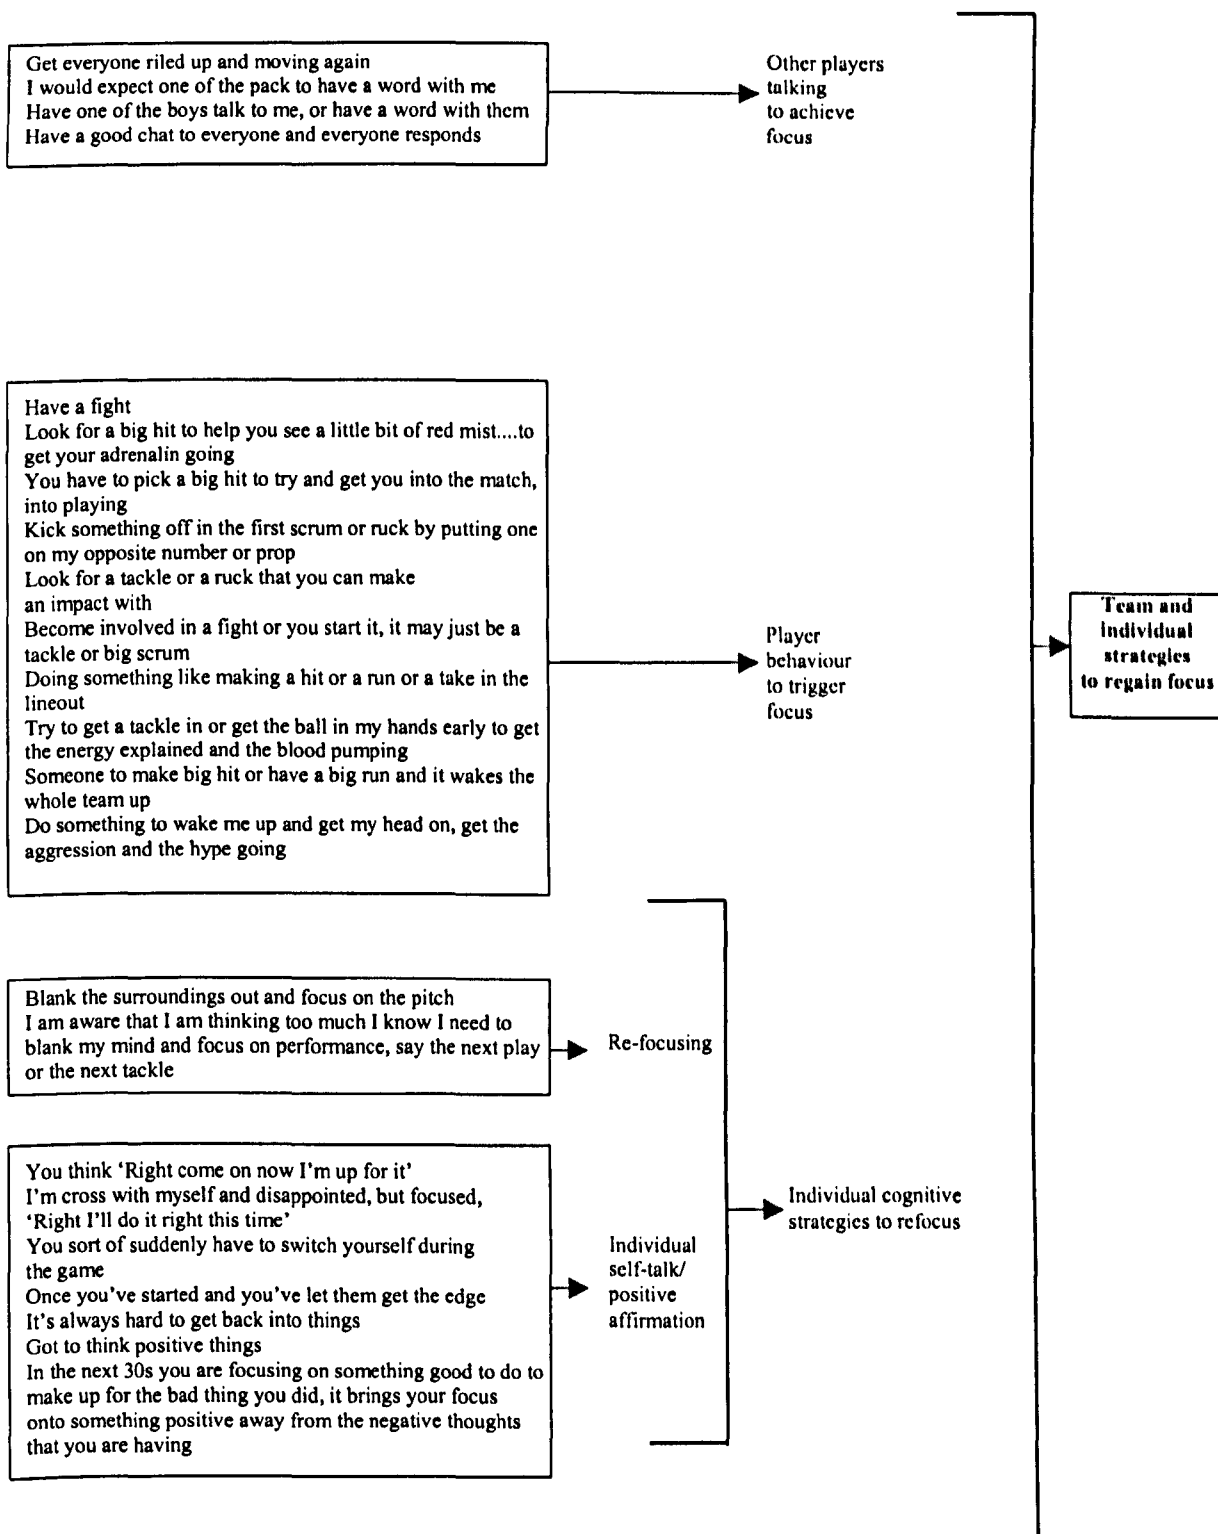 Get everyone riled up and moving again
I would expect one of the pack to have a word with me
Have one of the boys talk to me, or have a word with them
Have a good chat to everyone and everyone responds
Other players
talking
to achieve
focus
Have a fight
Look for a big hit to help you see a little bit of red mist....to
get your adrenalin going
You have to pick a big hit to try and get you into the match,
into playing
Kick something off in the first scrum or ruck by putting one
on my opposite number or prop
Look for a tackle or a ruck that you can make
an impact with
Become involved in a fight or you start it, it may just be a
tackle or big scrum
Doing something like making a hit or a run or a take in the
lineout
Try to get a tackle in or get the ball in my hands early to get
the energy explained and the blood pumping
Someone to make big hit or have a big run and it wakes the
whole team up
Do something to wake me up and get my head on, get the
aggression and the hype going
Player
behaviour
to trigger
focus
Team and
individual
strategies
to regain focus
Blank the surroundings out and focus on the pitch
I am aware that I am thinking too much I know I need to
blank my mind and focus on performance, say the next play
or the next tackle
Re-focusing
You think ‘Right come on now I'm up for it’
I'm cross with myself and disappointed, but focused,
‘Right I'll do it right this time’
You sort of suddenly have to switch yourself during
the game
Once you've started and you've let them get the edge
It's always hard to get back into things
Got to think positive things
In the next 30s you are focusing on something good to do to
make up for the bad thing you did, it brings your focus
onto something positive away from the negative thoughts
that you are having
Individual
self-talk/
positive
affirmation
Individual cognitive
strategies to refocus